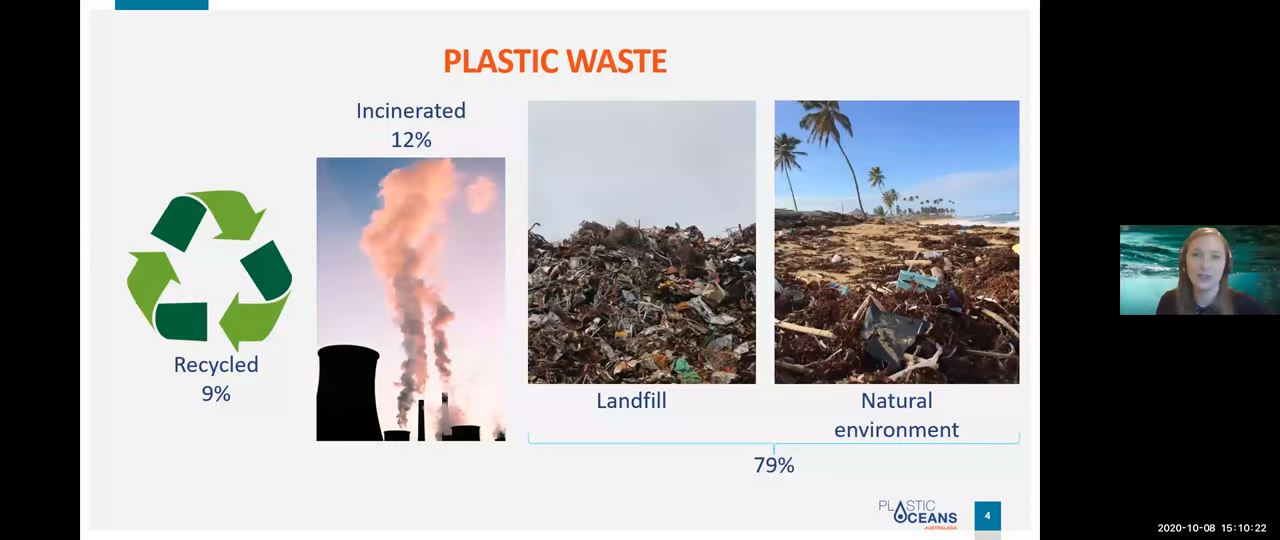 PLASTIC WASTE
Incinerated
12%
Recycled
9%
Landfill
Natural
environment
79%
PLASTIC
OCEANS
AUSTRALASIA
4
2020-10-08 15:10:22